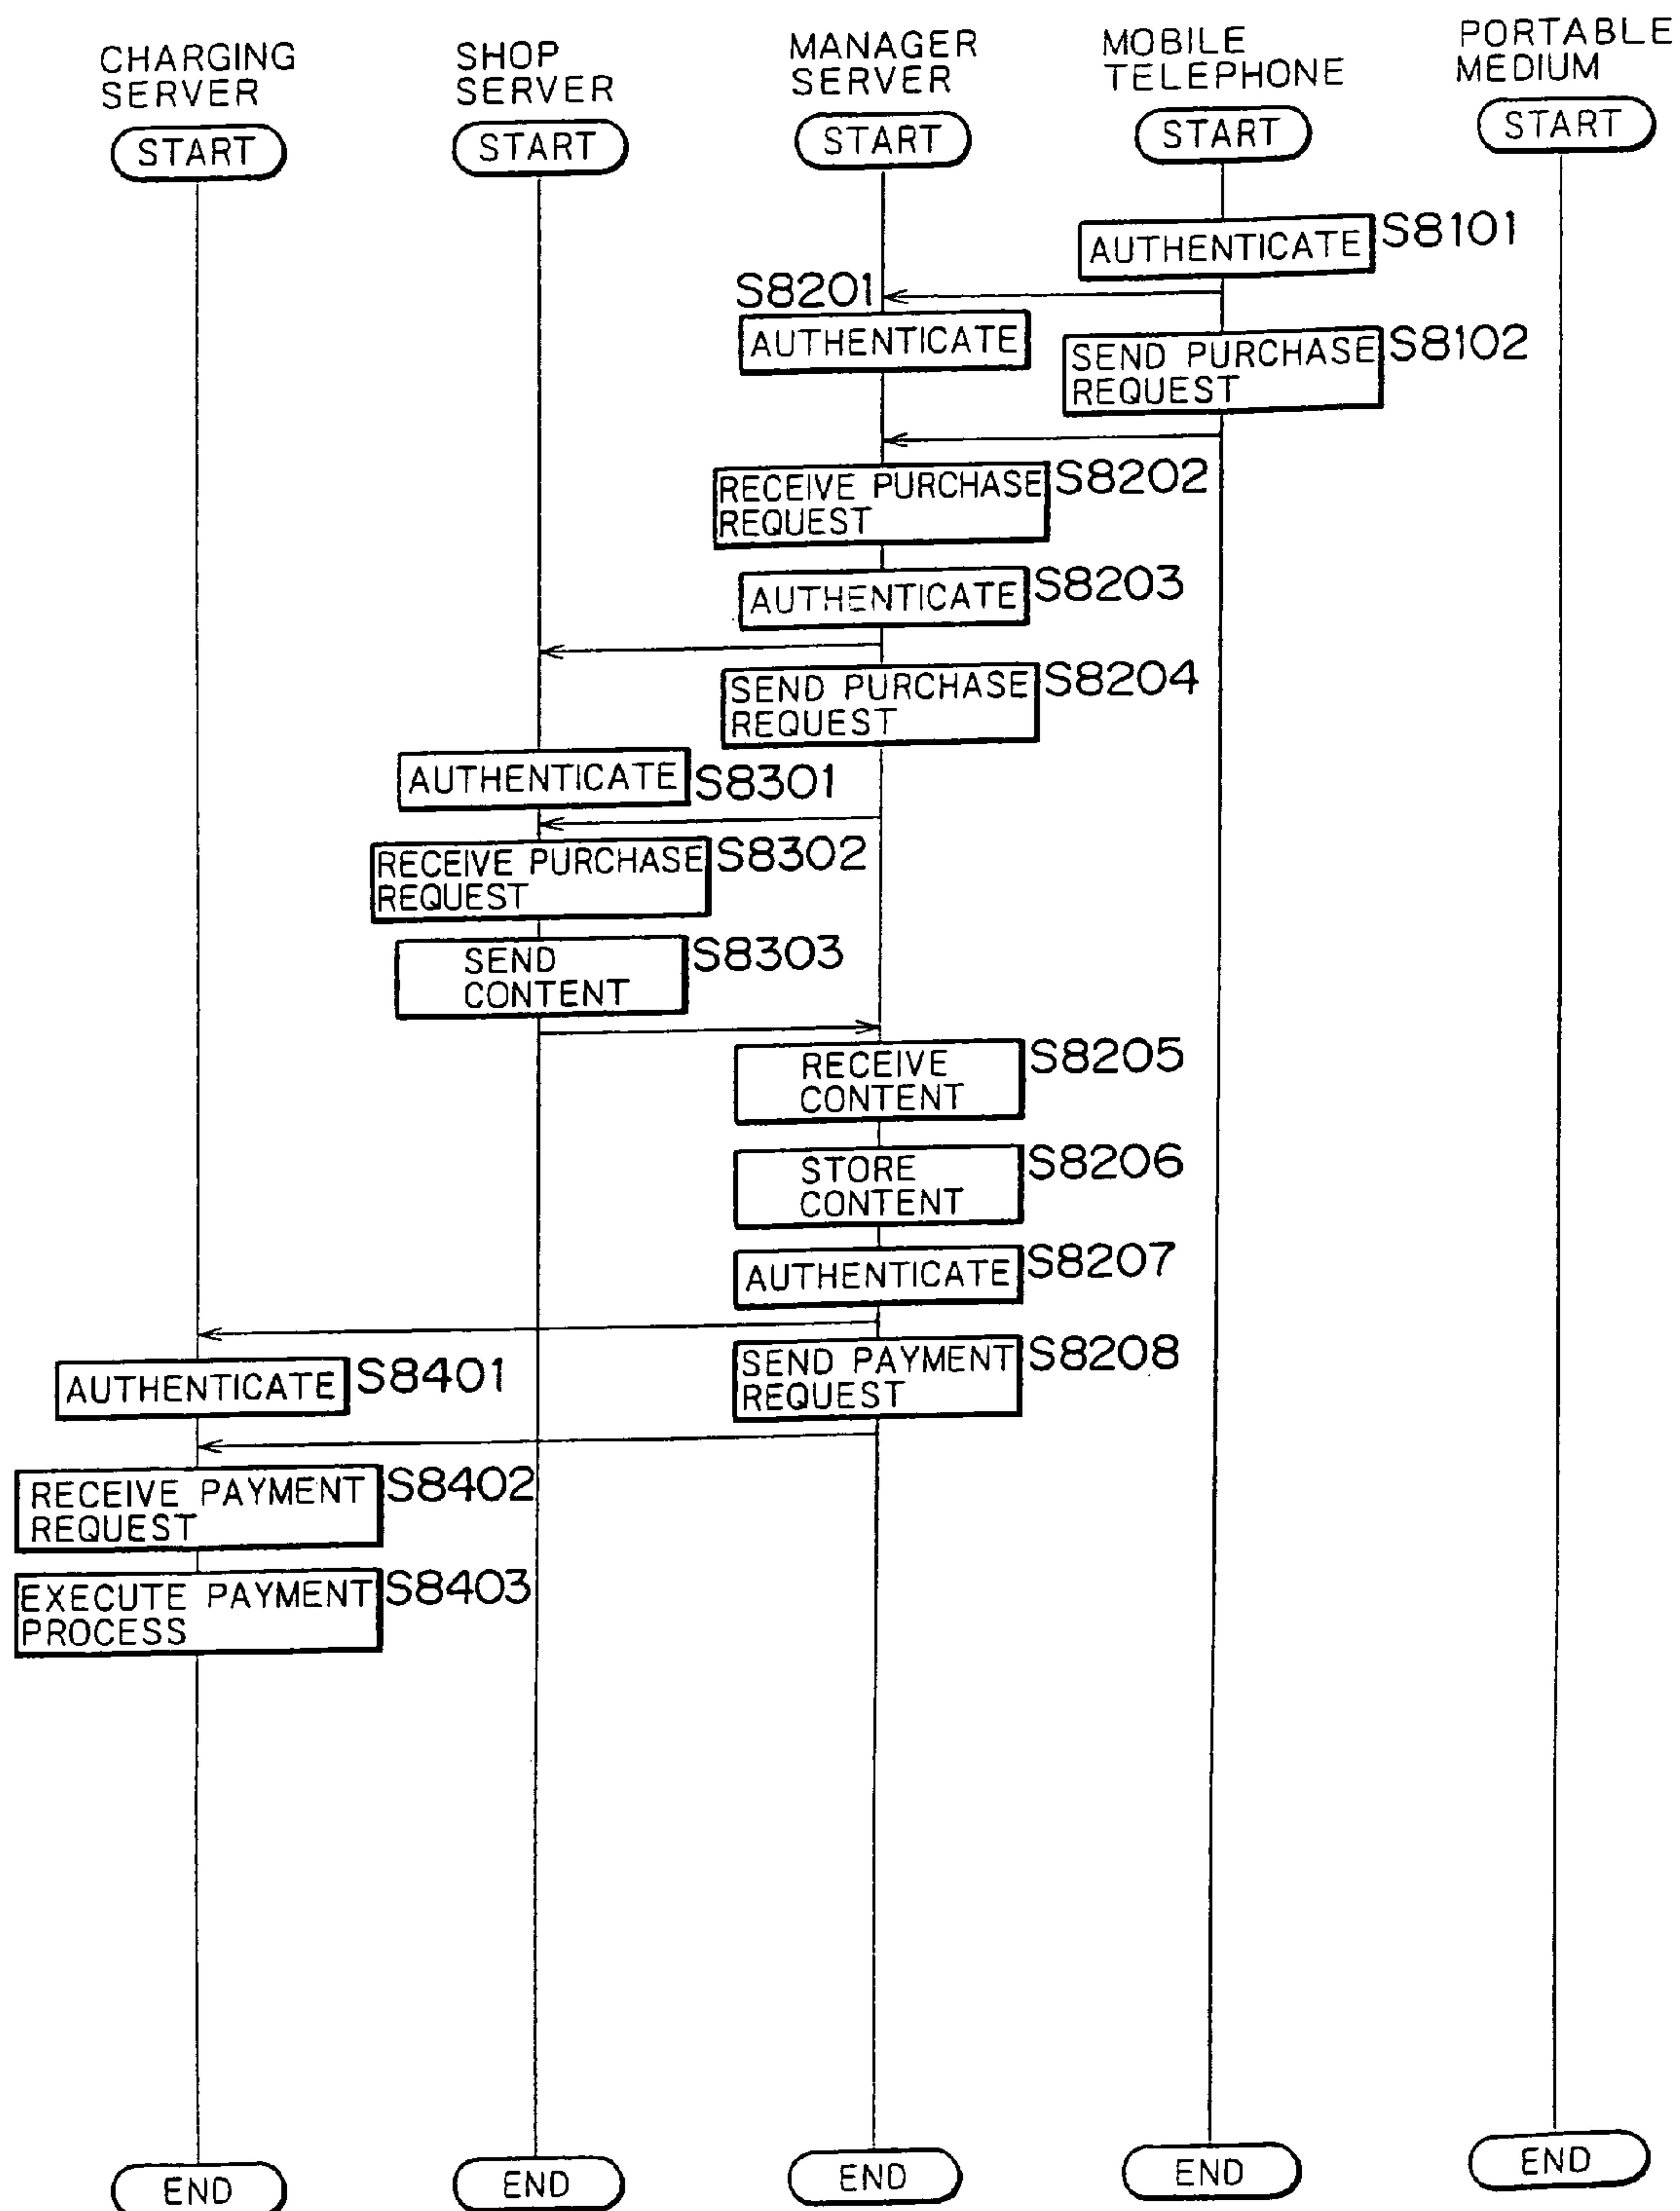 CHARGING
SERVER
SHOP
SERVER
MANAGER
SERVER
MOBILE
TELEPHONE
PORTABLE
MEDIUM
START
START
START
START
START
AUTHENTICATE
S8101
S8201
AUTHENTICATE
SEND PURCHASE
REQUEST
S8102
RECEIVE PURCHASE
REQUEST
S8202
AUTHENTICATE
S8203
SEND PURCHASE
REQUEST
S8204
AUTHENTICATE
S8301
RECEIVE PURCHASE
REQUEST
S8302
SEND
CONTENT
S8303
RECEIVE
CONTENT
S8205
STORE
CONTENT
S8206
AUTHENTICATE
S8207
SEND PAYMENT
REQUEST
S8208
AUTHENTICATE
S8401
RECEIVE PAYMENT
REQUEST
S8402
EXECUTE PAYMENT
PROCESS
S8403
END
END
END
END
END